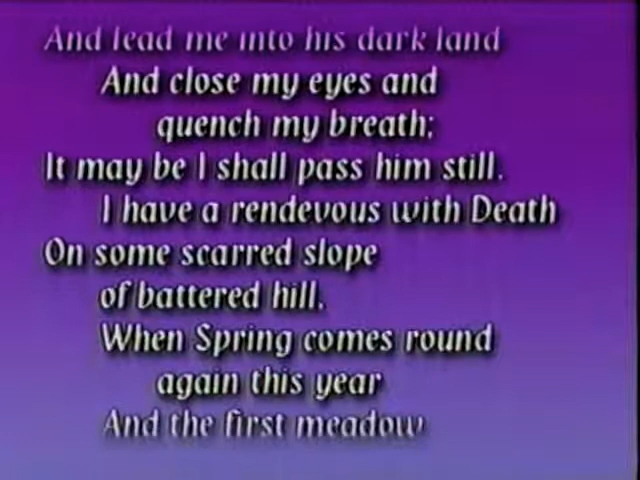 And lead me into his dark land
And close my eyes and
quench my breath;
It may be I shall pass him still.
I have a rendevous with Death
On some scarred slope
of battered hill.
When Spring comes round
again this year
And the first meadow